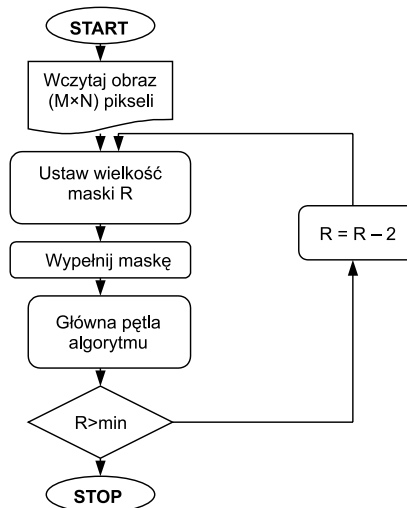 START
Wczytaj obraz
(M×N) pikseli
Ustaw wielkość
maski R
Wypełnij maskę
R = R – 2
Główna pętla
algorytmu
R>min
STOP